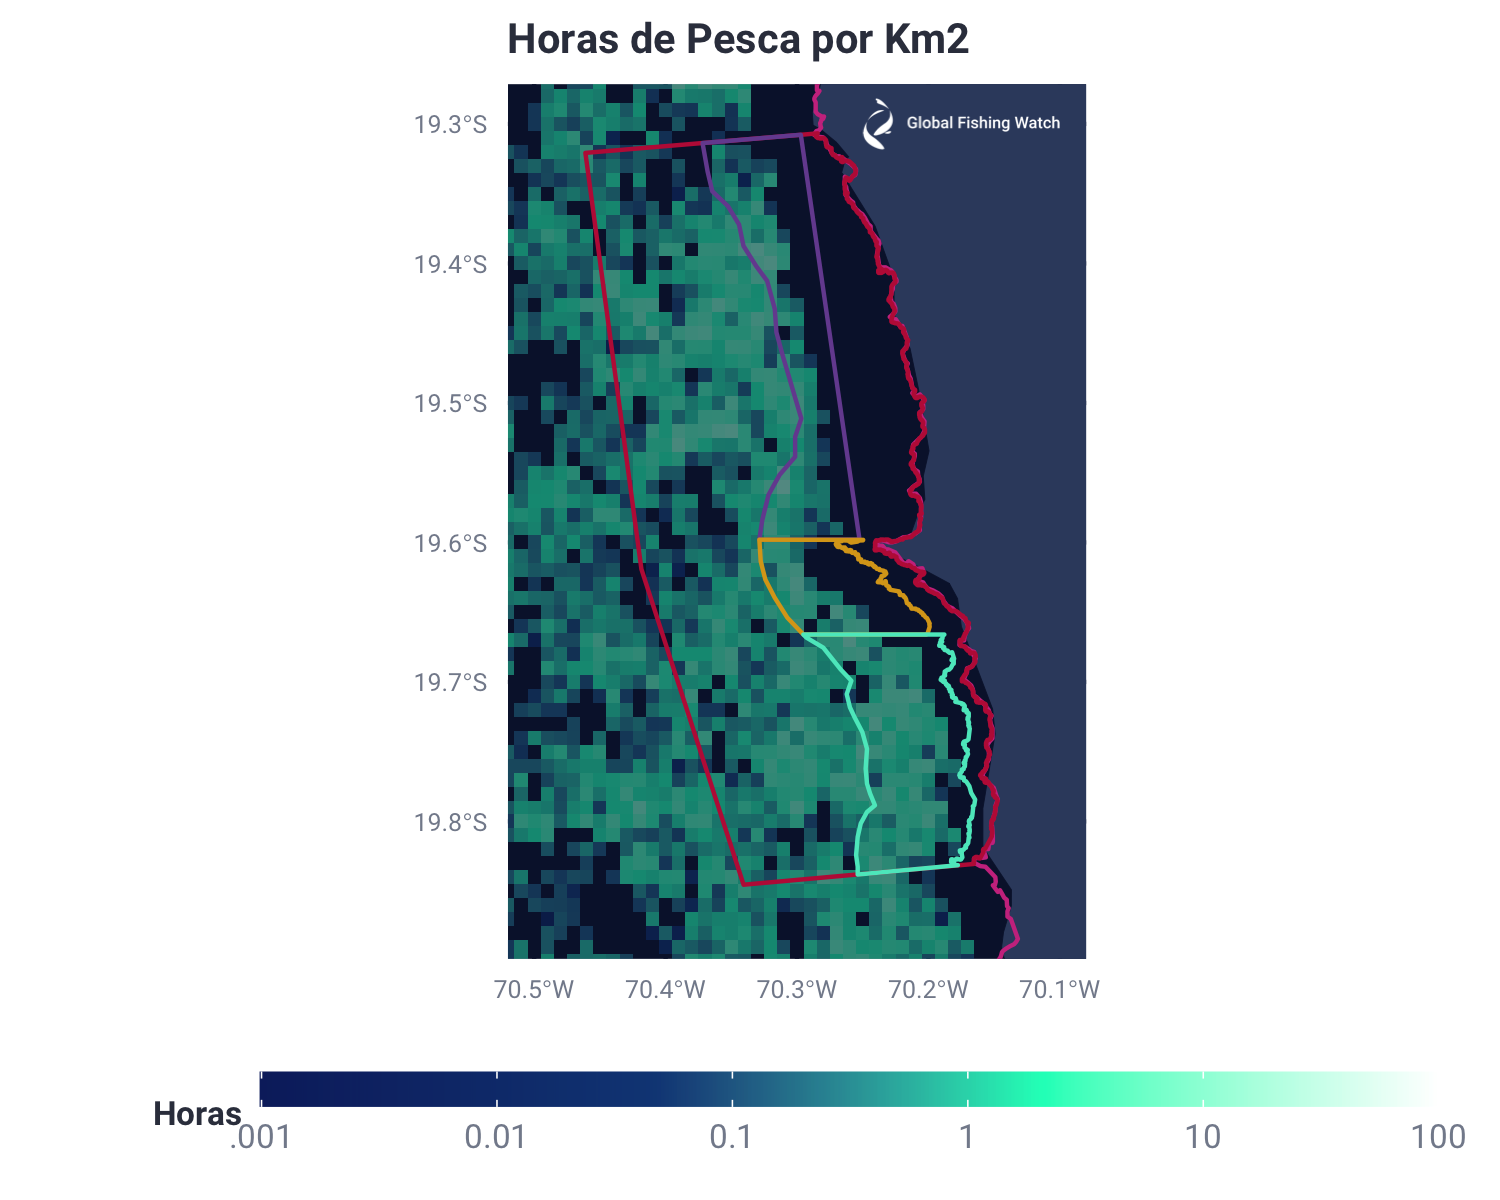 Horas de Pesca por Km2
Global Fishing Watch
19.3°S
19.4°S
19.5°S
19.6°S
19.7°S
19.8°S
70.5°W 70.4°W 70.3°W 70.2°W 70.1°W
Horas
.001 0.01 0.1 1 10 100